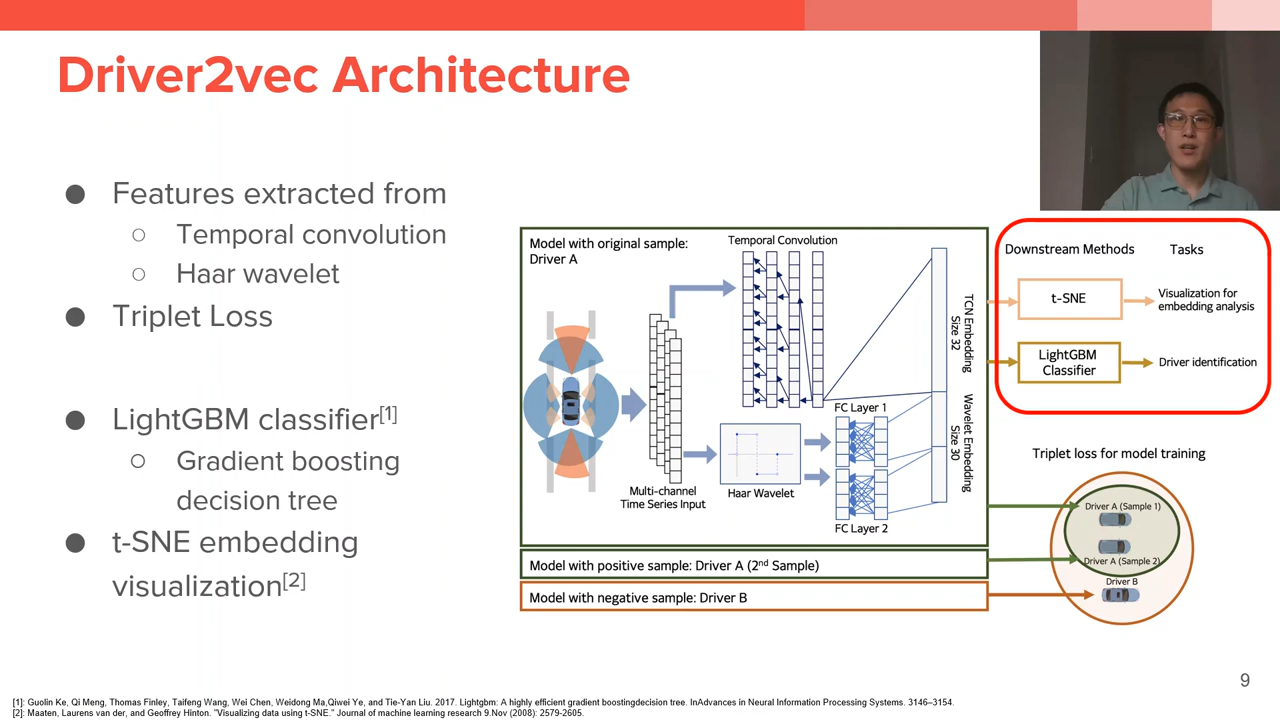 Driver2vec Architecture
● Features extracted from
○ Temporal convolution
○ Haar wavelet
● Triplet Loss
● LightGBM classifier[1]
○ Gradient boosting
decision tree
● t-SNE embedding
visualization[2]
Model with original sample:
Driver A
Temporal Convolution
Multi-channel
Time Series Input
Haar Wavelet
FC Layer 1
FC Layer 2
TCN Embedding
Size 32
Wavelet Embedding
Size 30
Model with positive sample: Driver A (2nd Sample)
Model with negative sample: Driver B
Downstream Methods
Tasks
t-SNE
Visualization for
embedding analysis
LightGBM
Classifier
Driver identification
Triplet loss for model training
Driver A (Sample 1)
Driver A (Sample 2)
Driver B
9
[1]: Guolin Ke, Qi Meng, Thomas Finley, Taifeng Wang, Wei Chen, Weidong Ma,Qiwei Ye, and Tie-Yan Liu. 2017. Lightgbm: A highly efficient gradient boostingdecision tree. InAdvances in Neural Information Processing Systems. 3146–3154.
[2]: Maaten, Laurens van der, and Geoffrey Hinton. "Visualizing data using t-SNE." Journal of machine learning research 9.Nov (2008): 2579-2605.